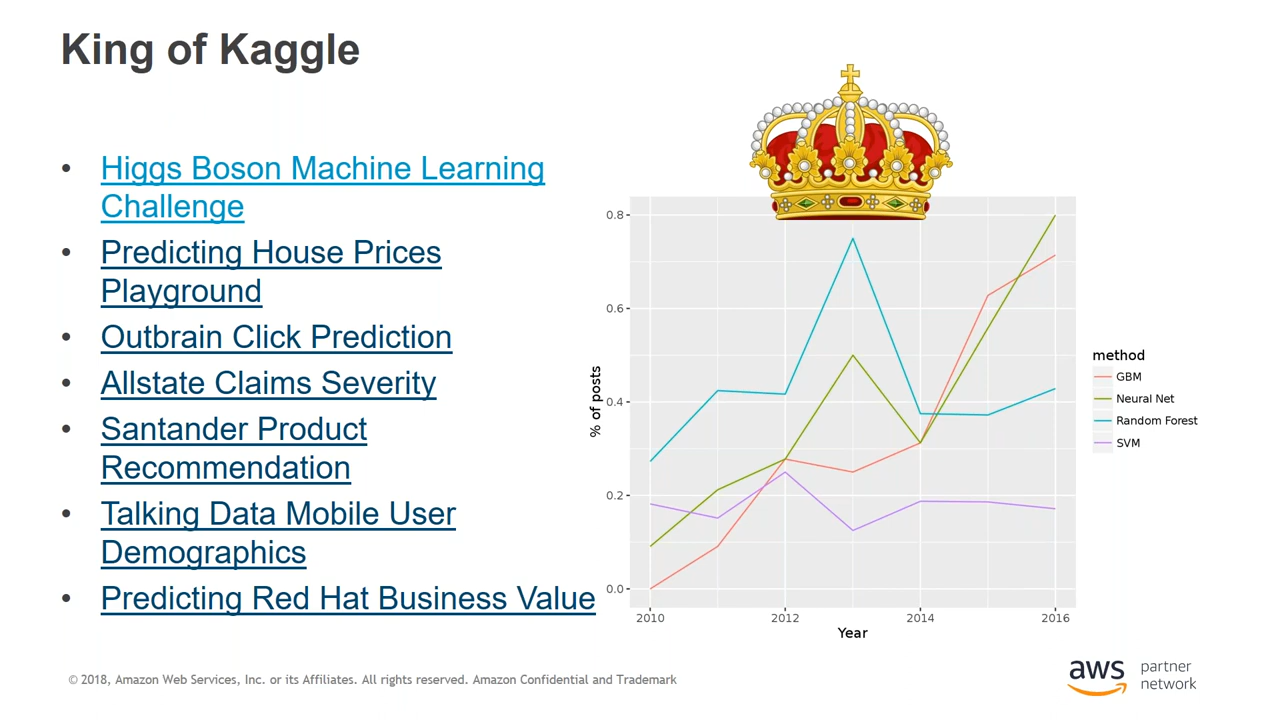 King of Kaggle
• Higgs Boson Machine Learning
Challenge
• Predicting House Prices
Playground
• Outbrain Click Prediction
• Allstate Claims Severity
• Santander Product
Recommendation
• Talking Data Mobile User
Demographics
• Predicting Red Hat Business Value
% of posts
0.8
0.6
0.4
0.2
0.0
2010 2012 2014 2016
Year
method
GBM
Neural Net
Random Forest
SVM
© 2018, Amazon Web Services, Inc. or its Affiliates. All rights reserved. Amazon Confidential and Trademark
aws
partner
network